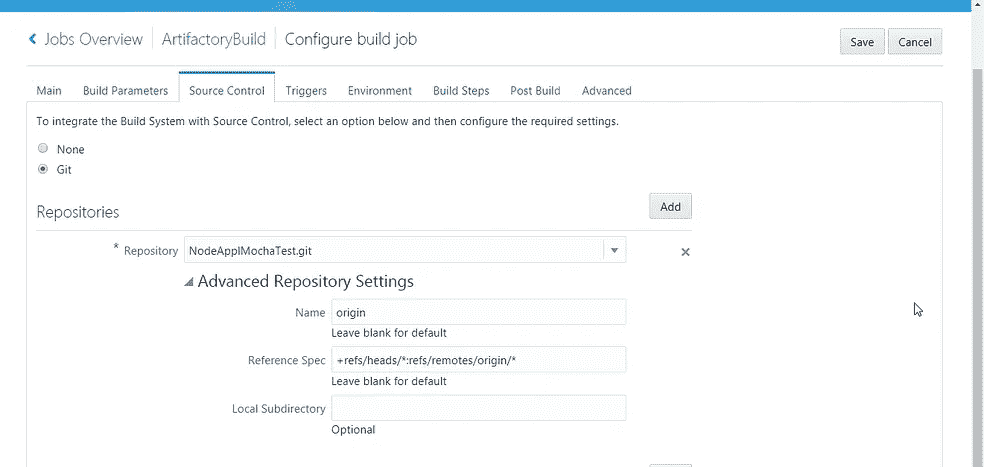 Jobs Overview ArtifactoryBuild Configure build job Save Cancel
Main Build Parameters Source Control Triggers Environment Build Steps Post Build Advanced
To integrate the Build System with Source Control, select an option below and then configure the required settings.
None
Git
Repositories Add
* Repository NodeApplMochaTest.git
Advanced Repository Settings
Name origin
Leave blank for default
Reference Spec +refs/heads/*:refs/remotes/origin/*
Leave blank for default
Local Subdirectory
Optional